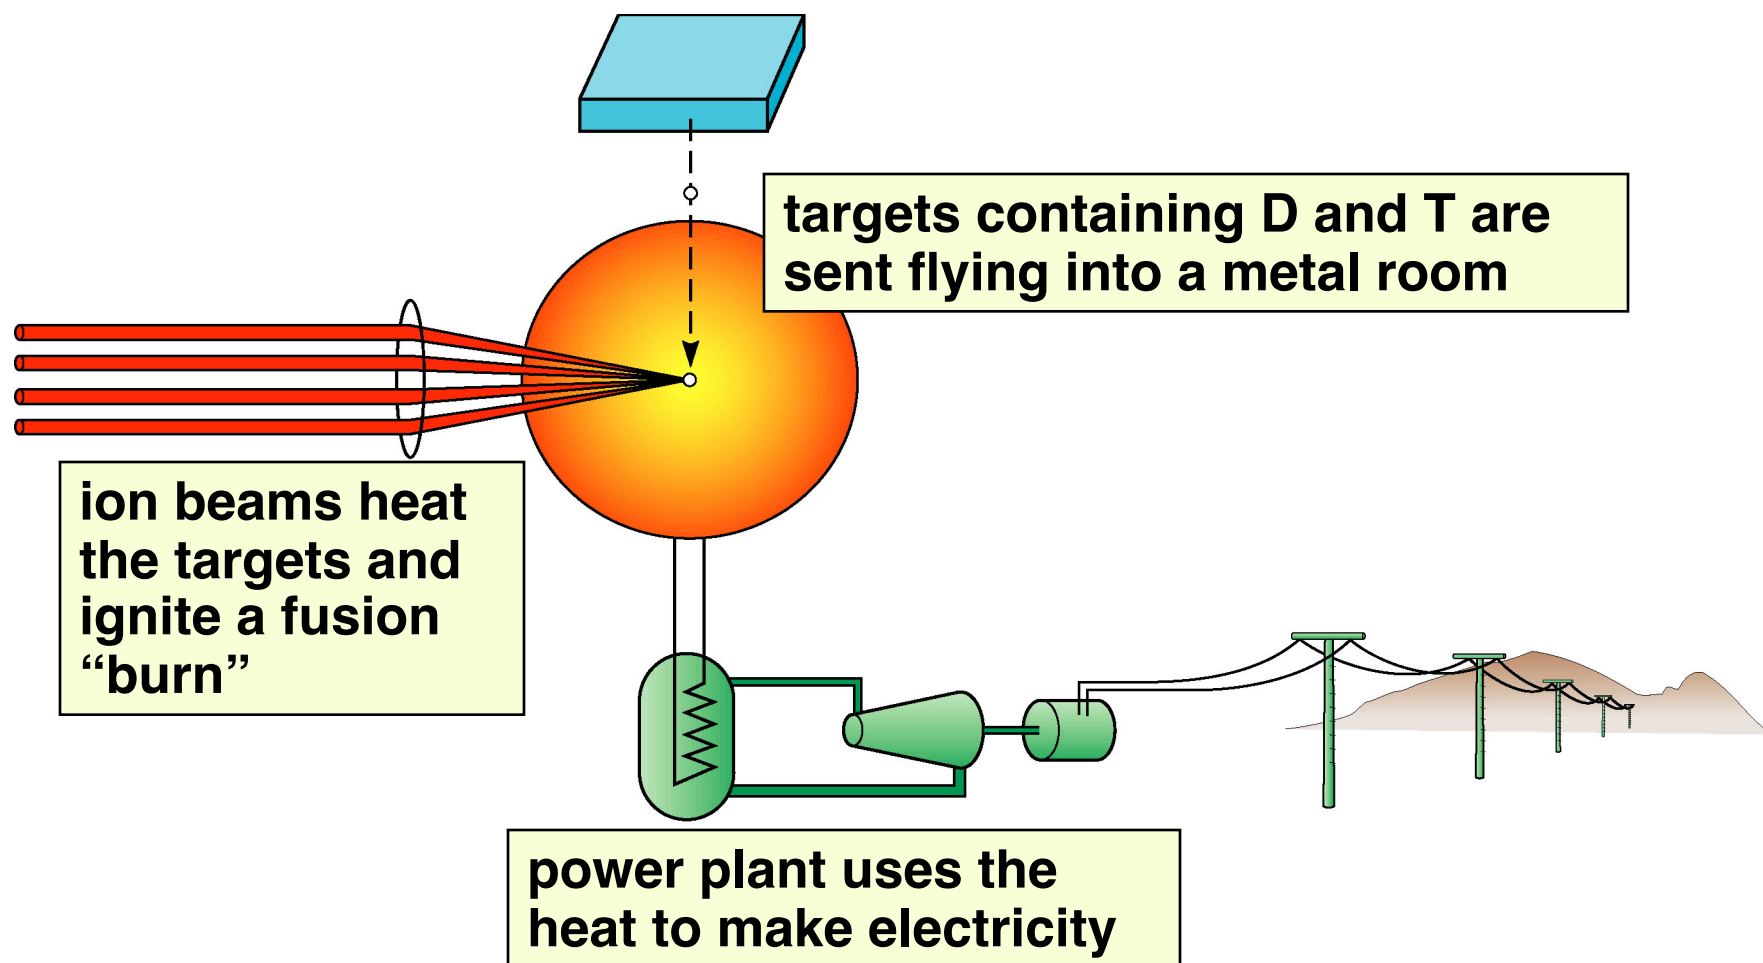 targets containing D and T are
sent flying into a metal room
ion beams heat
the targets and
ignite a fusion
“burn”
power plant uses the
heat to make electricity